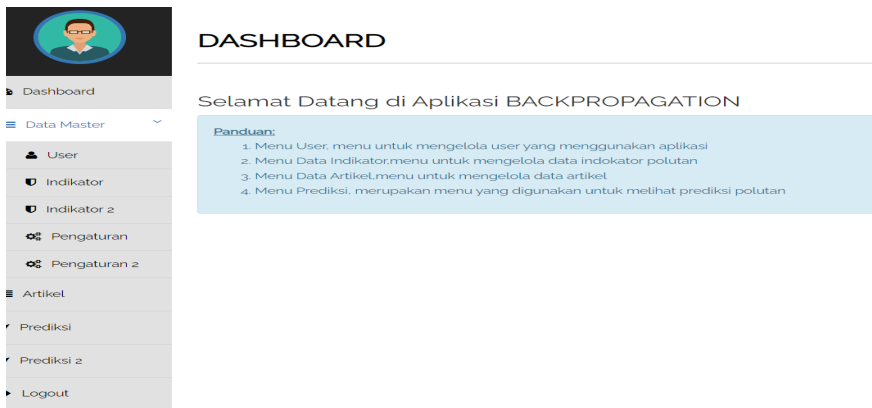 DASHBOARD
Selamat Datang di Aplikasi BACKPROPAGATION
Panduan:
1. Menu User, menu untuk mengelola user yang menggunakan aplikasi
2. Menu Data Indikator,menu untuk mengelola data indokator polutan
3. Menu Data Artikel,menu untuk mengelola data artikel
4. Menu Prediksi, merupakan menu yang digunakan untuk melihat prediksi polutan
Dashboard
Data Master
User
Indikator
Indikator 2
Pengaturan
Pengaturan 2
Artikel
Prediksi
Prediksi 2
Logout